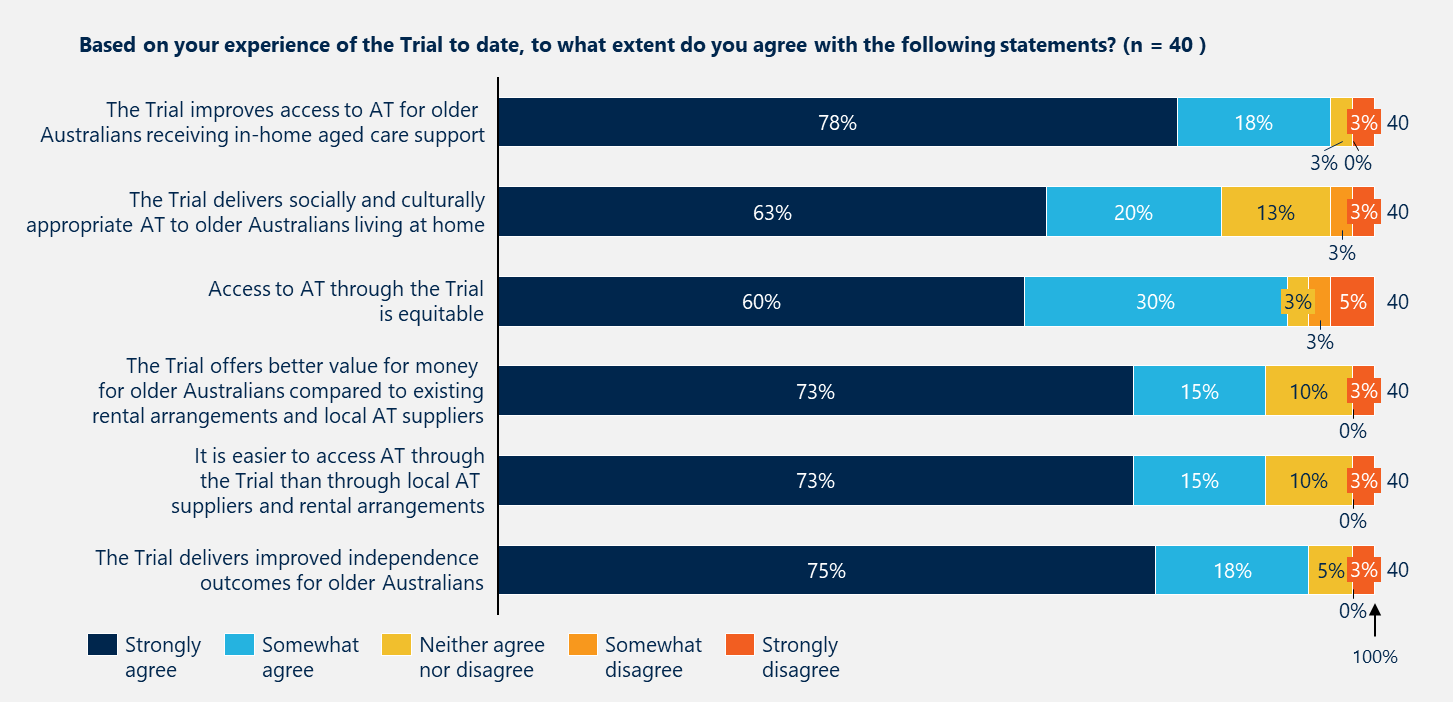 Based on your experience of the Trial to date, to what extent do you agree with the following statements? (n = 40 )
The Trial improves access to AT for older
Australians receiving in-home aged care support
78% 18% 3% 40
3% 0%
The Trial delivers socially and culturally
appropriate AT to older Australians living at home
63% 20% 13% 3% 40
3%
Access to AT through the Trial
is equitable
60% 30% 3% 5% 40
3%
The Trial offers better value for money
for older Australians compared to existing
rental arrangements and local AT suppliers
73% 15% 10% 3% 40
0%
It is easier to access AT through
the Trial than through local AT
suppliers and rental arrangements
73% 15% 10% 3% 40
0%
The Trial delivers improved independence
outcomes for older Australians
75% 18% 5% 3% 40
0%
100%
Strongly
agree
Somewhat
agree
Neither agree
nor disagree
Somewhat
disagree
Strongly
disagree